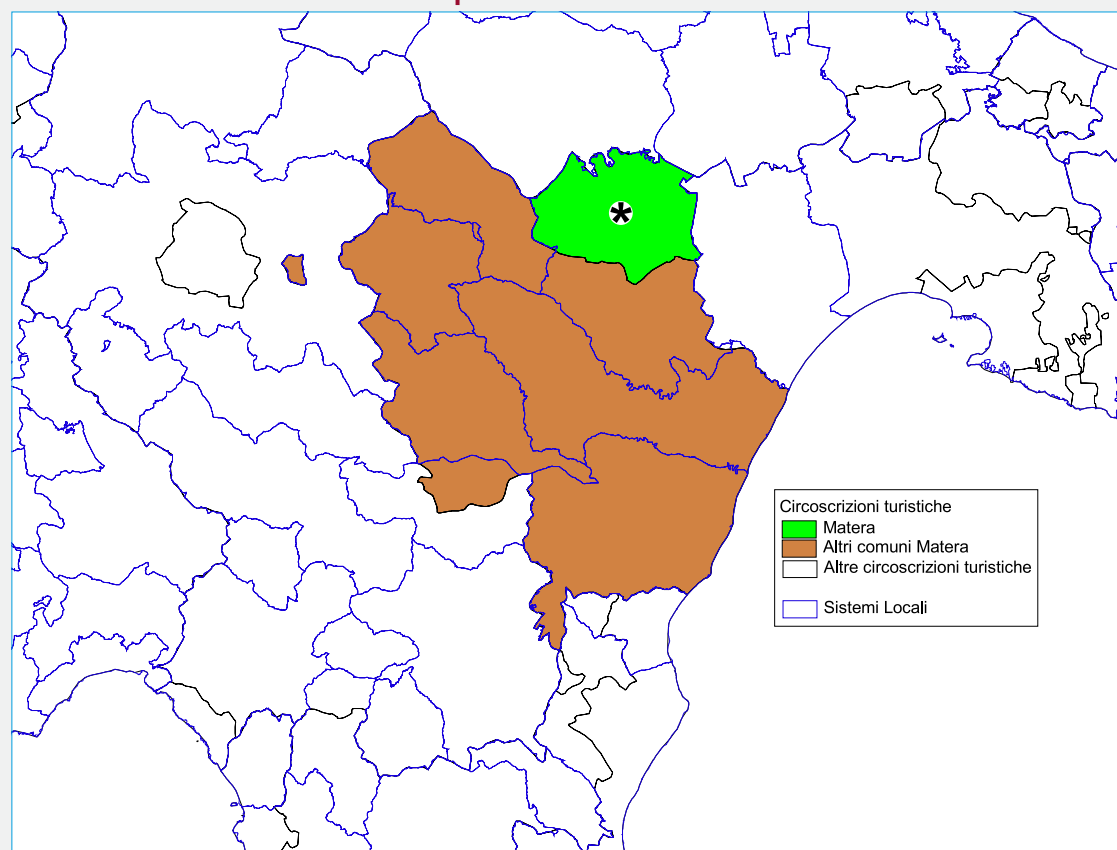 Circoscrizioni turistiche
Matera
Altri comuni Matera
Altre circoscrizioni turistiche
Sistemi Locali